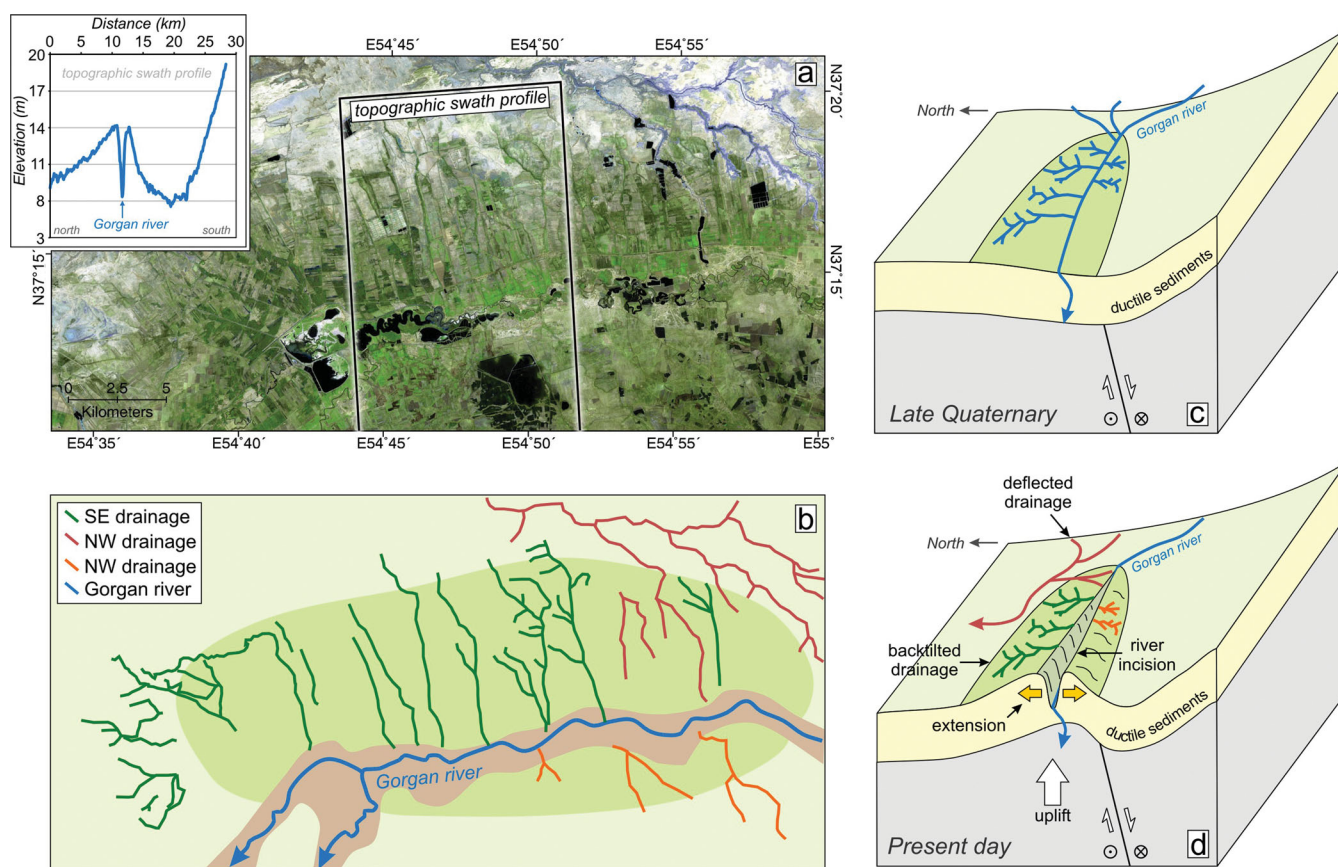 Distance (km)
0 5 10 15 20 25 30
20
topographic swath profile
17
14
11
8
3
Elevation (m)
Gorgan river
north
south
E54°45′
E54°50′
E54°55′
a
topographic swath profile
N37°20′
N37°15′
N37°15′
0 2.5 5
Kilometers
E54°35′
E54°40′
E54°45′
E54°50′
E54°55′
E55°
b
SE drainage
NW drainage
NW drainage
Gorgan river
Gorgan river
North
Gorgan river
ductile sediments
Late Quaternary
c
deflected
drainage
North
Gorgan river
backtilted
drainage
river
incision
extension
ductile sediments
uplift
Present day
d